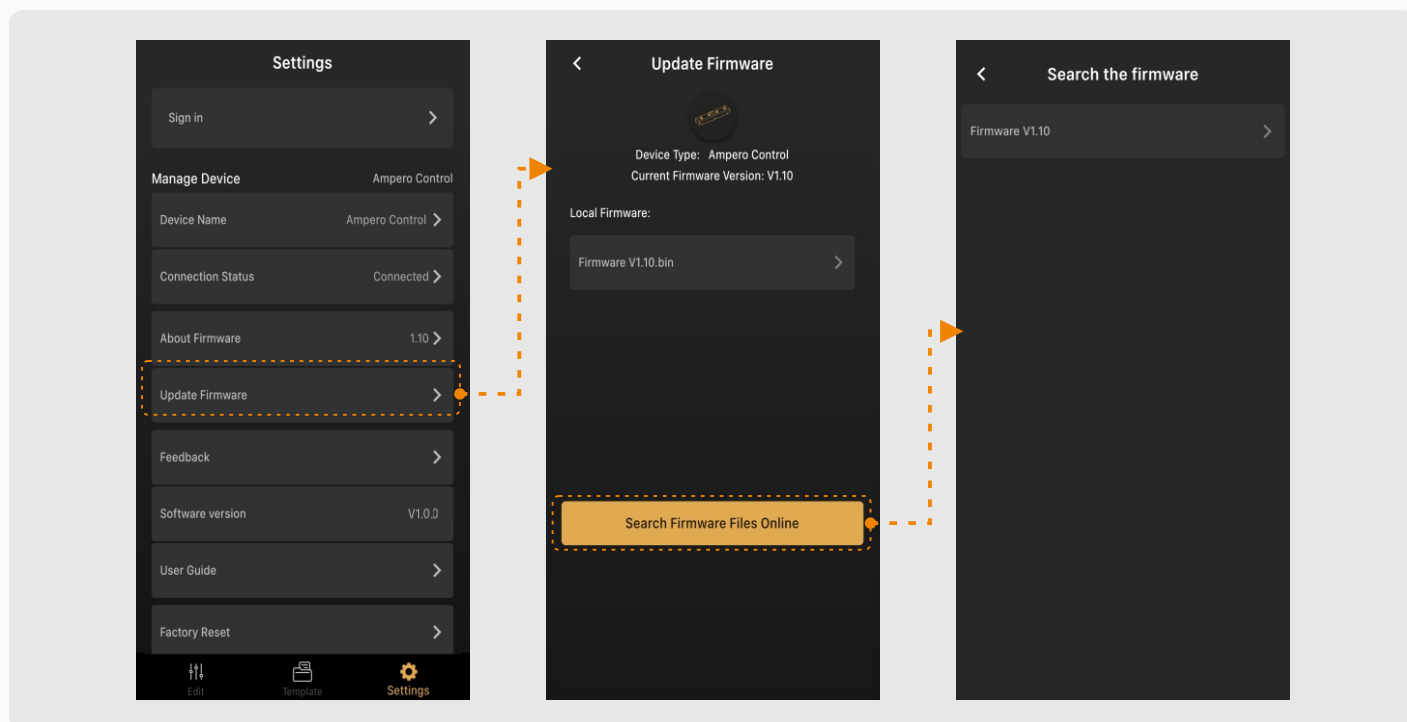 Settings
Sign in
Manage Device Ampero Control
Device Name Ampero Control
Connection Status Connected
About Firmware 1.10
Update Firmware
Feedback
Software version V1.0.0
User Guide
Factory Reset
Edit Template Settings
Update Firmware
Device Type: Ampero Control
Current Firmware Version: V1.10
Local Firmware:
Firmware V1.10.bin
Search Firmware Files Online
Search the firmware
Firmware V1.10